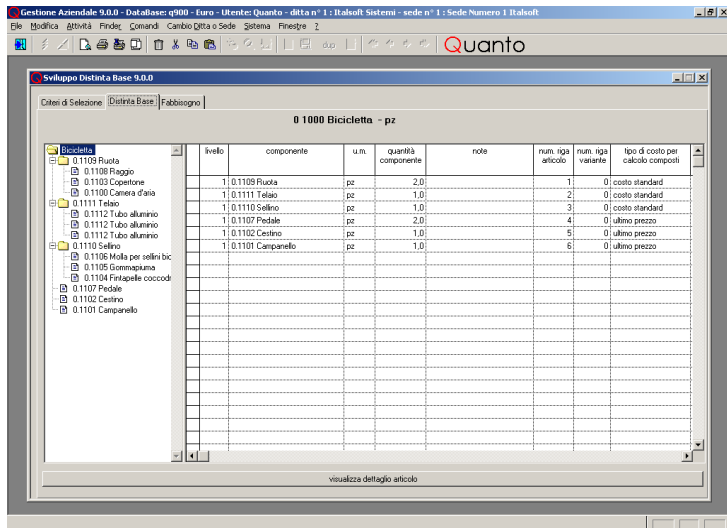 Gestione Aziendale 9.0.0 - DataBase: q900 - Euro - Utente: Quanto - ditta n° 1 : Italsoft Sistemi - sede n° 1 : Sede Numero 1 Italsoft
File Modifica Attività Finder Comandi Cambio Ditta o Sede Sistema Finestre ?
dup
Quanto
Sviluppo Distinta Base 9.0.0
Criteri di Selezione Distinta Base Fabbisogno
0 1000 Bicicletta - pz
Bicicletta
0.1109 Ruota
0.1108 Raggio
0.1103 Copertone
0.1100 Camera d'aria
0.1111 Telaio
0.1112 Tubo alluminio
0.1112 Tubo alluminio
0.1112 Tubo alluminio
0.1110 Sellino
0.1106 Molla per sellini bic
0.1105 Gommapiuma
0.1104 Fintapelle coccodr
0.1107 Pedale
0.1102 Cestino
0.1101 Campanello
livello componente u.m. quantità componente note num. riga articolo num. riga variante tipo di costo per calcolo composti
1 0.1109 Ruota pz 2,0 1 0 costo standard
1 0.1111 Telaio pz 1,0 2 0 costo standard
1 0.1110 Sellino pz 1,0 3 0 costo standard
1 0.1107 Pedale pz 2,0 4 0 ultimo prezzo
1 0.1102 Cestino pz 1,0 5 0 ultimo prezzo
1 0.1101 Campanello pz 1,0 6 0 ultimo prezzo
visualizza dettaglio articolo